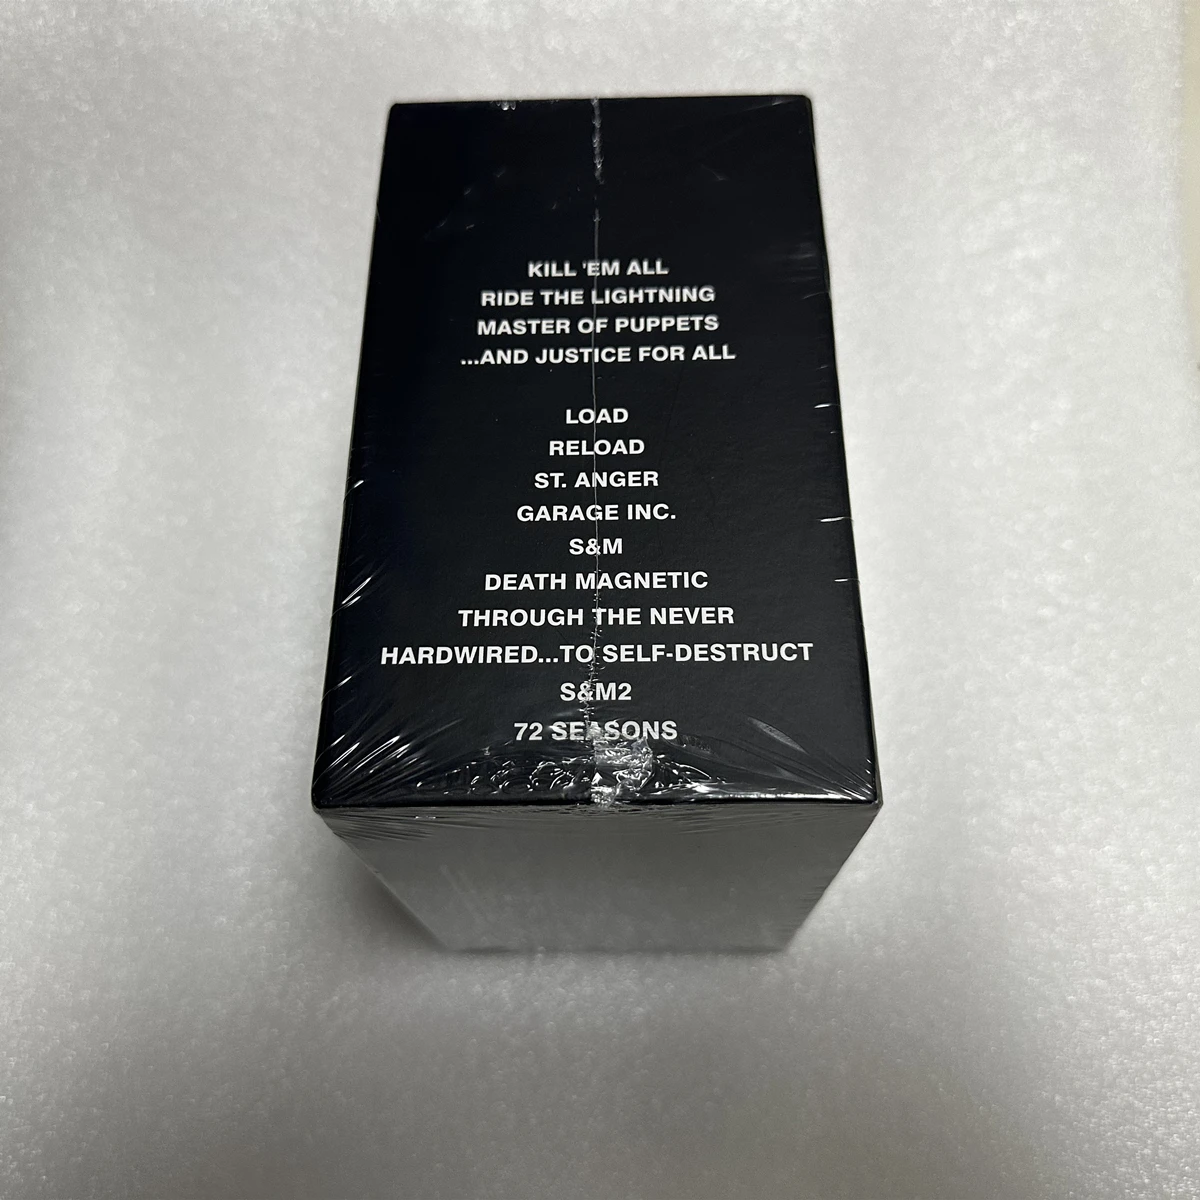 KILL 'EM ALL
RIDE THE LIGHTNING
MASTER OF PUPPETS
...AND JUSTICE FOR ALL
LOAD
RELOAD
ST. ANGER
GARAGE INC.
S&M
DEATH MAGNETIC
THROUGH THE NEVER
HARDWIRED...TO SELF-DESTRUCT
S&M2
72 SEASONS